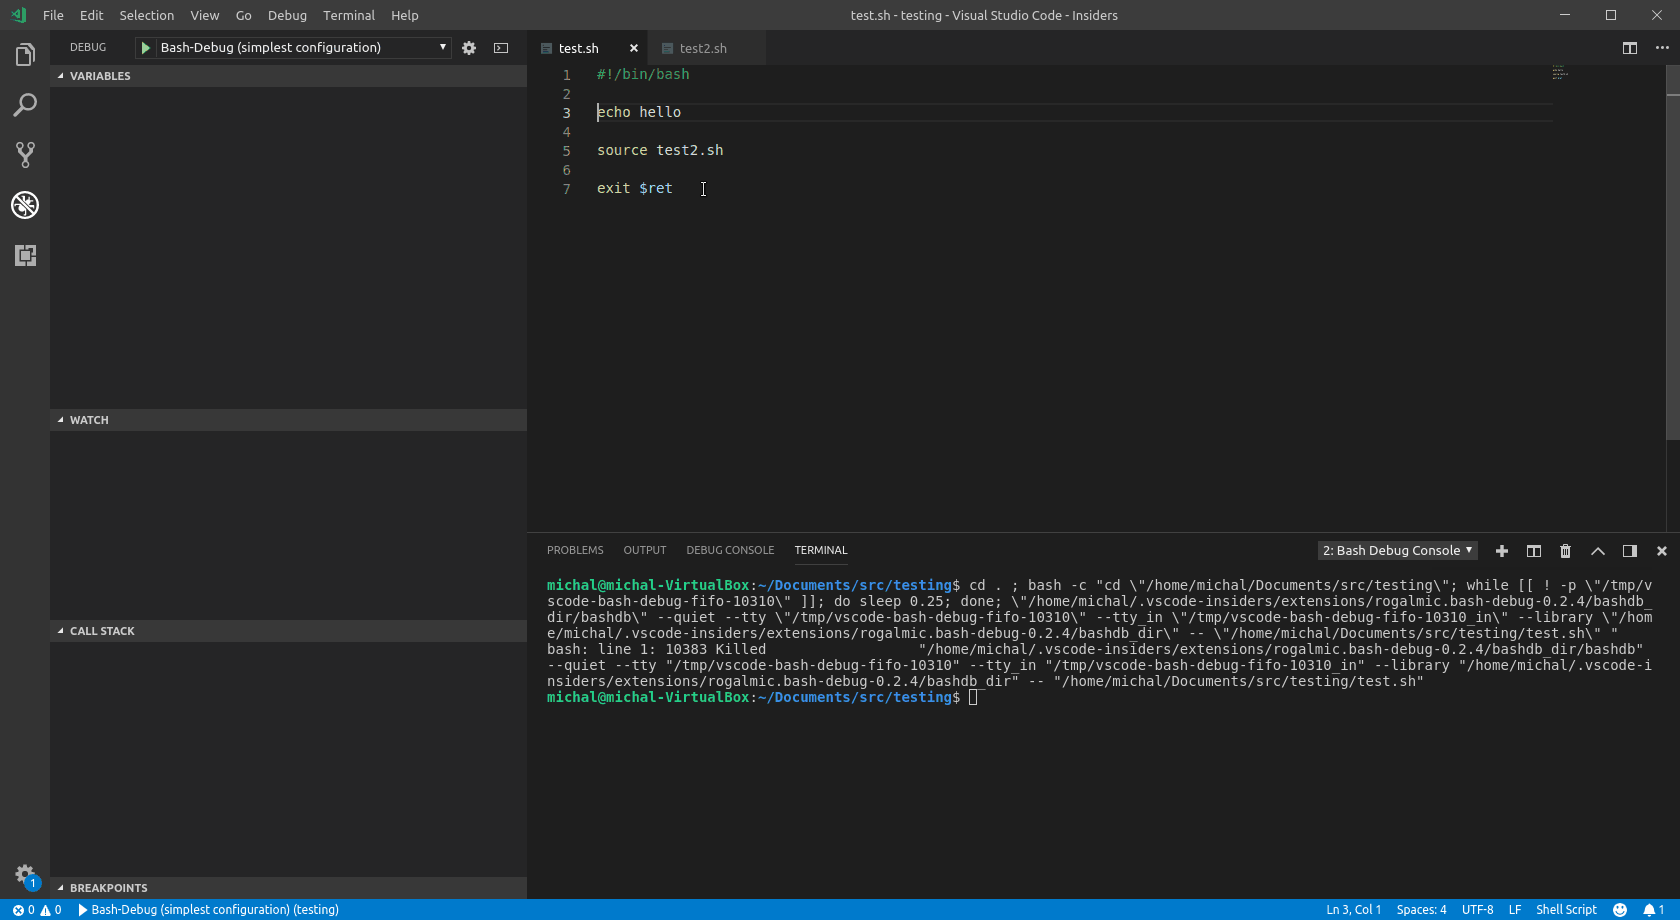 File Edit Selection View Go Debug Terminal Help
test.sh - testing - Visual Studio Code - Insiders
DEBUG
Bash-Debug (simplest configuration)
VARIABLES
WATCH
CALL STACK
BREAKPOINTS
1
test.sh
test2.sh
1 #!/bin/bash
2
3 echo hello
4
5 source test2.sh
6
7 exit $ret
PROBLEMS OUTPUT DEBUG CONSOLE TERMINAL
2: Bash Debug Console
michal@michal-VirtualBox:~/Documents/src/testing$ cd . ; bash -c "cd \"/home/michal/Documents/src/testing\"; while [[ ! -p \"/tmp/v
scode-bash-debug-fifo-10310\" ]]; do sleep 0.25; done; \"/home/michal/.vscode-insiders/extensions/rogalmic.bash-debug-0.2.4/bashdb_
dir/bashdb\" --quiet --tty \"/tmp/vscode-bash-debug-fifo-10310\" --tty_in \"/tmp/vscode-bash-debug-fifo-10310_in\" --library \"/hom
e/michal/.vscode-insiders/extensions/rogalmic.bash-debug-0.2.4/bashdb_dir\" -- \"/home/michal/Documents/src/testing/test.sh\" "
bash: line 1: 10383 Killed                  "/home/michal/.vscode-insiders/extensions/rogalmic.bash-debug-0.2.4/bashdb_dir/bashdb"
--quiet --tty "/tmp/vscode-bash-debug-fifo-10310" --tty_in "/tmp/vscode-bash-debug-fifo-10310_in" --library "/home/michal/.vscode-i
nsiders/extensions/rogalmic.bash-debug-0.2.4/bashdb_dir" -- "/home/michal/Documents/src/testing/test.sh"
michal@michal-VirtualBox:~/Documents/src/testing$
0 0 Bash-Debug (simplest configuration) (testing)
Ln 3, Col 1 Spaces: 4 UTF-8 LF Shell Script 1